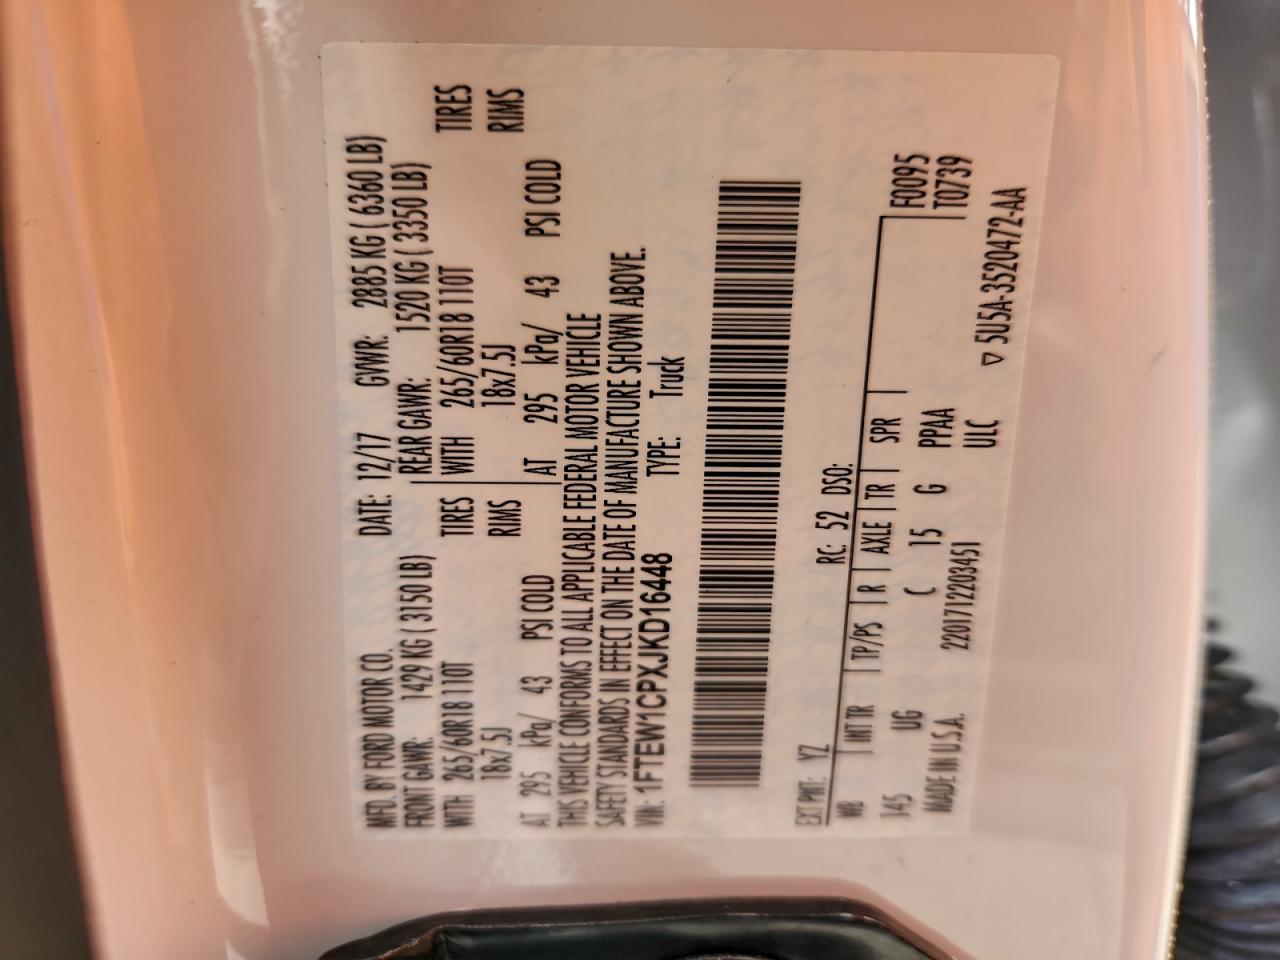 MFD. BY FORD MOTOR CO. DATE: 12/17 GVWR: 2885 KG ( 6360 LB)
FRONT GAWR: 1429 KG ( 3150 LB) REAR GAWR: 1520 KG ( 3350 LB)
WITH 265/60R18 110T TIRES WITH 265/60R18 110T TIRES
18x7.5J RIMS 18x7.5J RIMS
AT 295 kPa/ 43 PSI COLD AT 295 kPa/ 43 PSI COLD
THIS VEHICLE CONFORMS TO ALL APPLICABLE FEDERAL MOTOR VEHICLE
SAFETY STANDARDS IN EFFECT ON THE DATE OF MANUFACTURE SHOWN ABOVE.
VIN: 1FTEW1CPXJKD16448 TYPE: Truck
EXT PNT: YZ RC: 52 DSO: F0095
WB INT TR TP/PS R AXLE TR SPR T0739
145 UG C 15 G PPAA
MADE IN U.S.A. 2201712203451 ULC
▽ 5U5A-3520472-AA